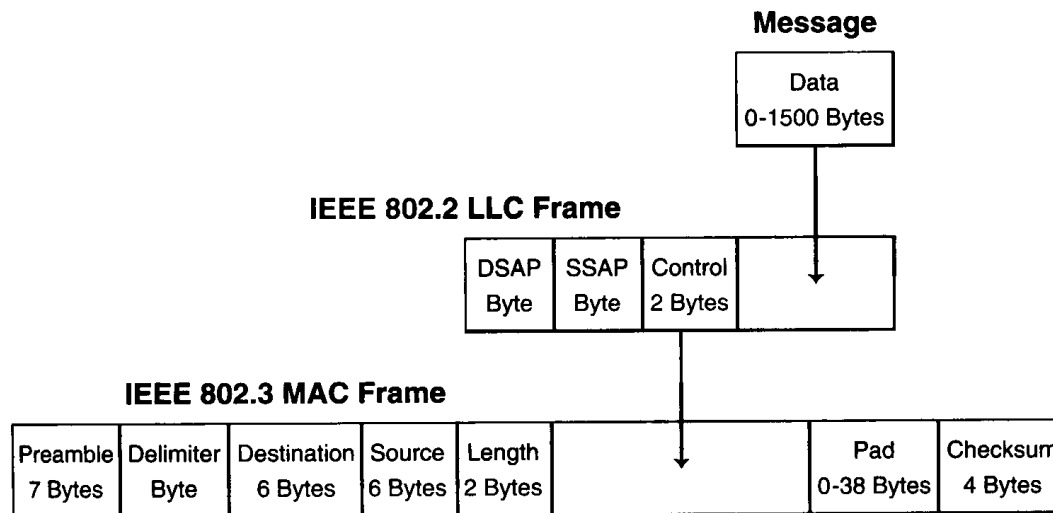 Message
Data
0-1500 Bytes
IEEE 802.2 LLC Frame
DSAP
Byte
SSAP
Byte
Control
2 Bytes
IEEE 802.3 MAC Frame
Preamble
7 Bytes
Delimiter
Byte
Destination
6 Bytes
Source
6 Bytes
Length
2 Bytes
Pad
0-38 Bytes
Checksum
4 Bytes